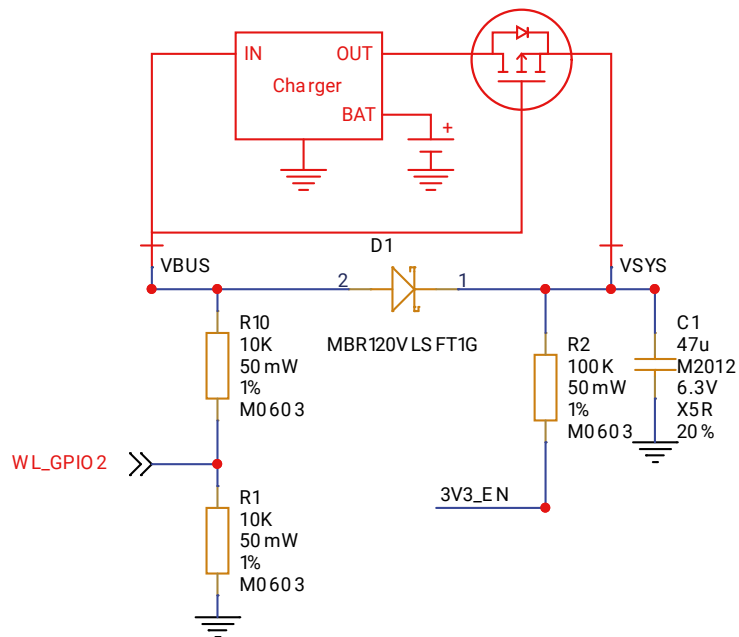 IN
OUT
Charger
BAT
+
D1
VBUS
VSYS
2
1
MBR120VLSFT1G
R10
10K
50mW
1%
M0603
R2
100K
50mW
1%
M0603
C1
47u
M2012
6.3V
X5R
20%
WL_GPIO2
3V3_EN
R1
10K
50mW
1%
M0603